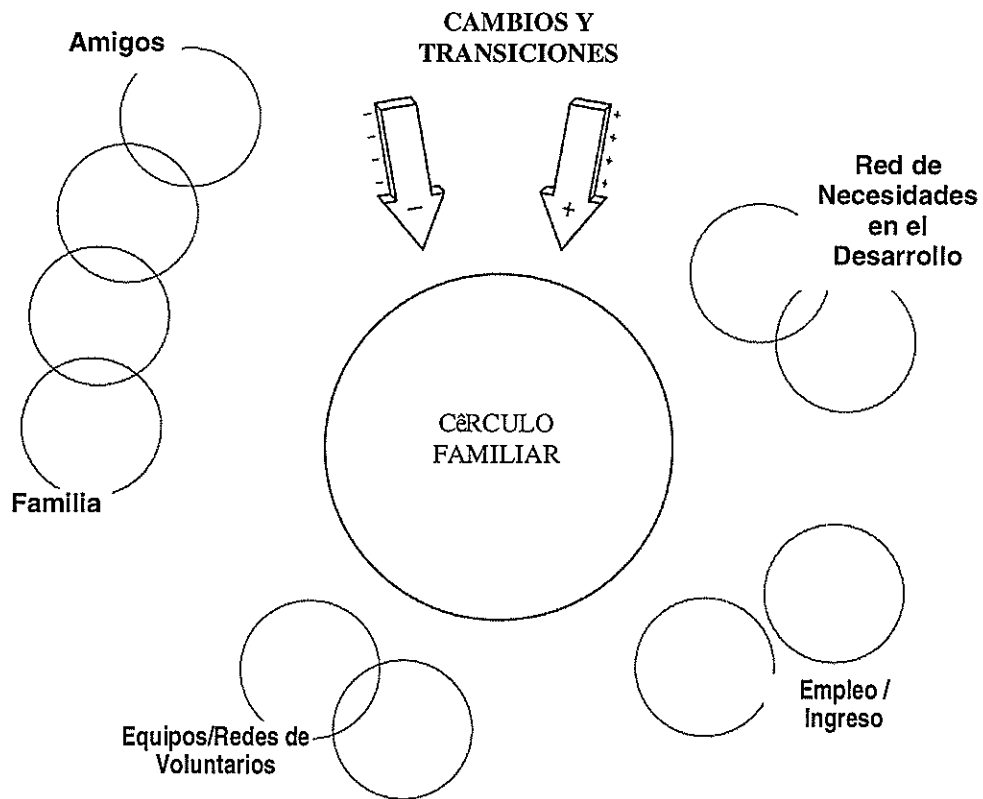 CAMBIOS Y
TRANSICIONES
Amigos
- - - -
-
+
+ + + +
Red de
Necesidades
en el
Desarrollo
CêRCULO
FAMILIAR
Familia
Equipos/Redes de
Voluntarios
Empleo /
Ingreso